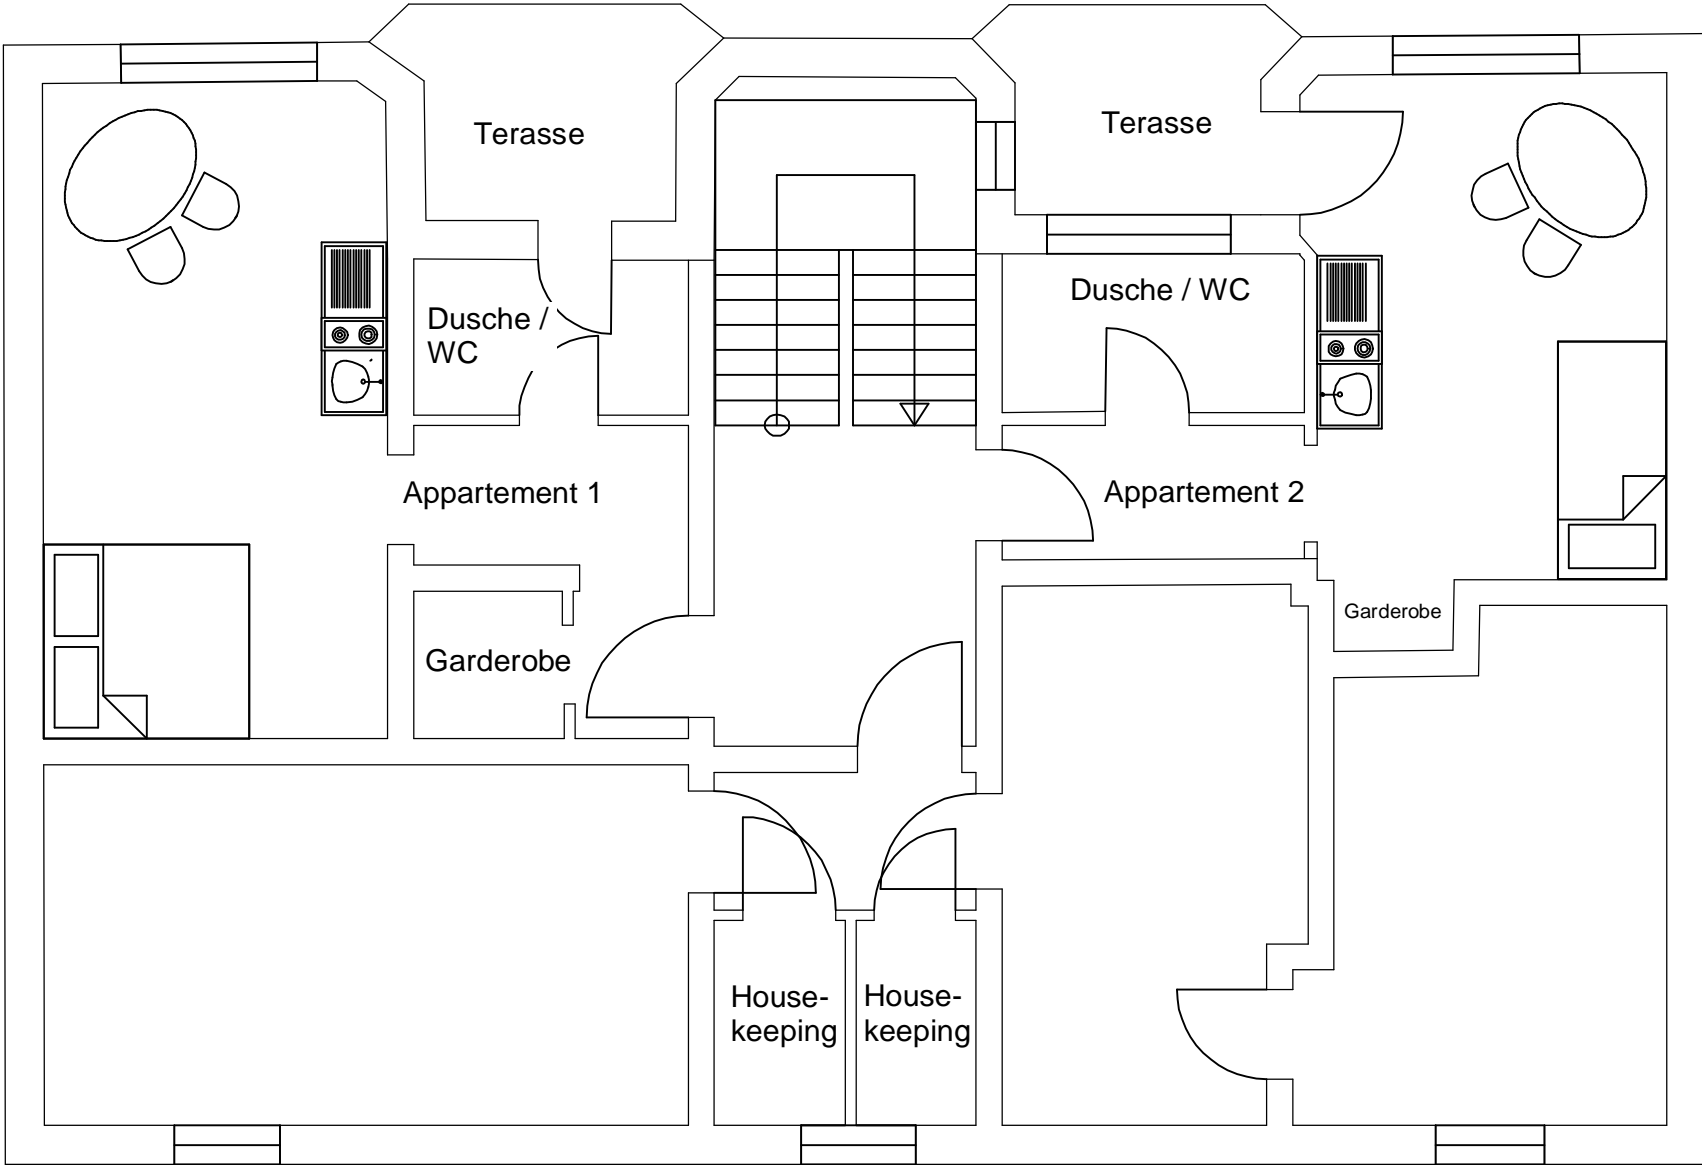 Terasse
Terasse
Dusche /
WC
Dusche / WC
Appartement 1
Appartement 2
Garderobe
Garderobe
House-
keeping
House-
keeping